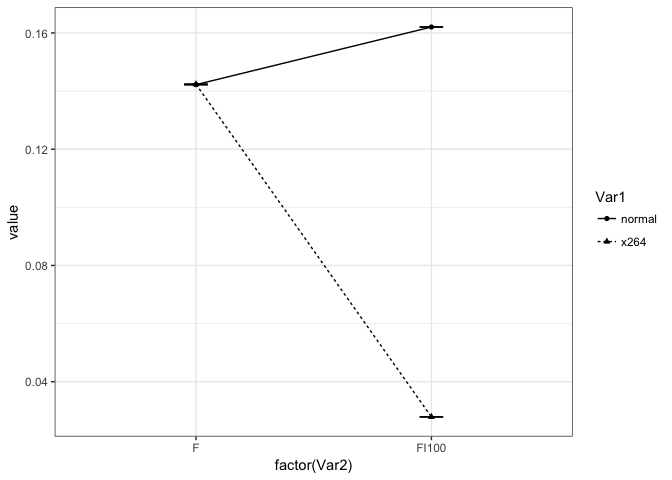 0.16
0.12
0.08
0.04
value
F
FI100
factor(Var2)
Var1
normal
x264